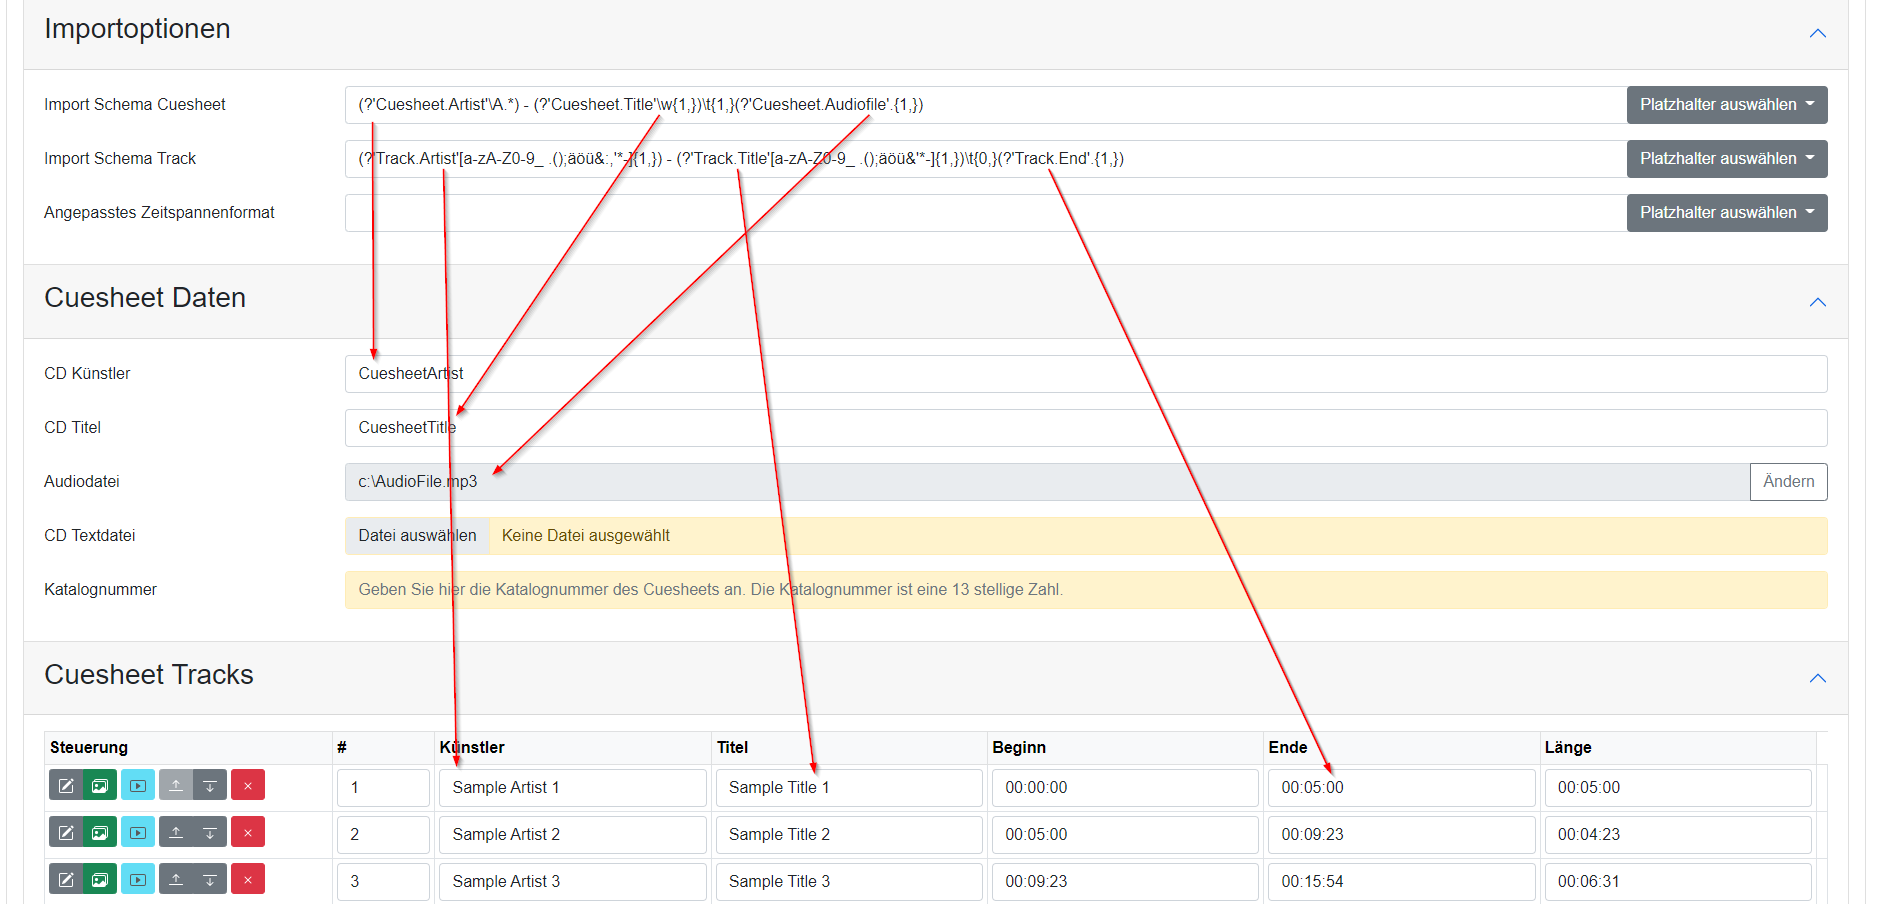 Importoptionen
Import Schema Cuesheet (?'Cuesheet.Artist'\A.*) - (?'Cuesheet.Title'\w{1,})\t{1,}(?'Cuesheet.Audiofile'.{1,}) Platzhalter auswählen
Import Schema Track (?'Track.Artist'[a-zA-Z0-9_ .();äöü&:,'*-]{1,}) - (?'Track.Title'[a-zA-Z0-9_ .();äöü&'*-]{1,})\t{0,}(?'Track.End'.{1,}) Platzhalter auswählen
Angepasstes Zeitspannenformat Platzhalter auswählen
Cuesheet Daten
CD Künstler CuesheetArtist
CD Titel CuesheetTitle
Audiodatei c:\AudioFile.mp3 Ändern
CD Textdatei Datei auswählen Keine Datei ausgewählt
Katalognummer Geben Sie hier die Katalognummer des Cuesheets an. Die Katalognummer ist eine 13 stellige Zahl.
Cuesheet Tracks
Steuerung # Künstler Titel Beginn Ende Länge
1 Sample Artist 1 Sample Title 1 00:00:00 00:05:00 00:05:00
2 Sample Artist 2 Sample Title 2 00:05:00 00:09:23 00:04:23
3 Sample Artist 3 Sample Title 3 00:09:23 00:15:54 00:06:31